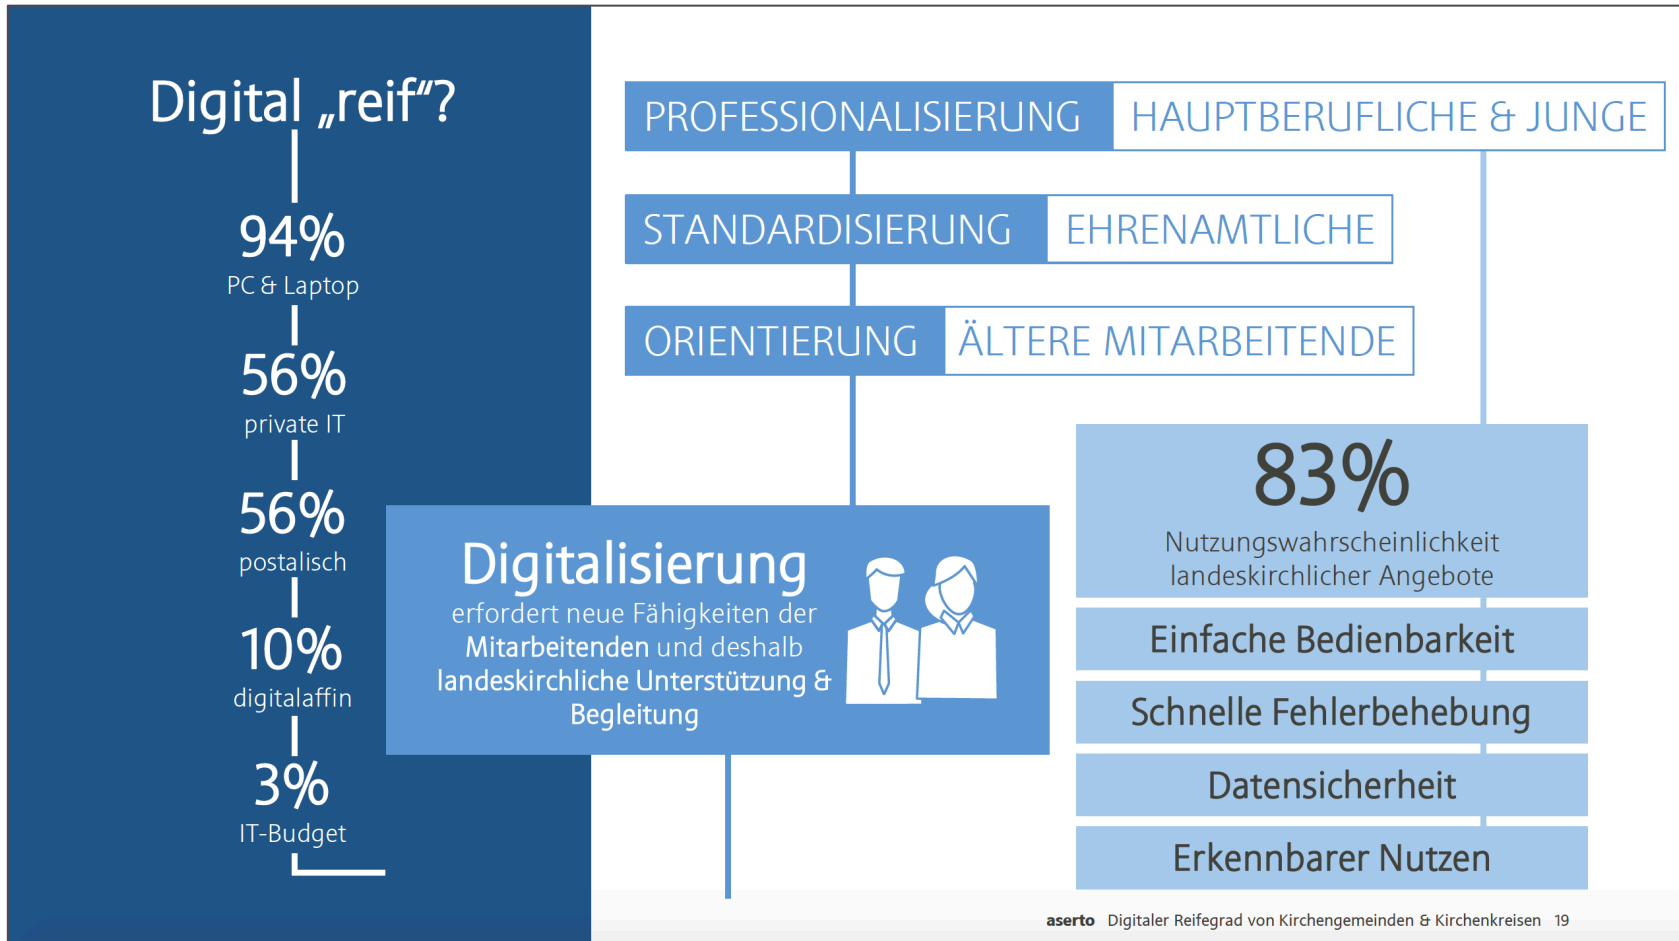 Digital „reif“?
94%
PC & Laptop
56%
private IT
56%
postalisch
10%
digitalaffin
3%
IT-Budget
PROFESSIONALISIERUNG HAUPTBERUFLICHE & JUNGE
STANDARDISIERUNG EHRENAMTLICHE
ORIENTIERUNG ÄLTERE MITARBEITENDE
Digitalisierung
erfordert neue Fähigkeiten der
Mitarbeitenden und deshalb
landeskirchliche Unterstützung &
Begleitung
83%
Nutzungswahrscheinlichkeit
landeskirchlicher Angebote
Einfache Bedienbarkeit
Schnelle Fehlerbehebung
Datensicherheit
Erkennbarer Nutzen
aserto Digitaler Reifegrad von Kirchengemeinden & Kirchenkreisen 19